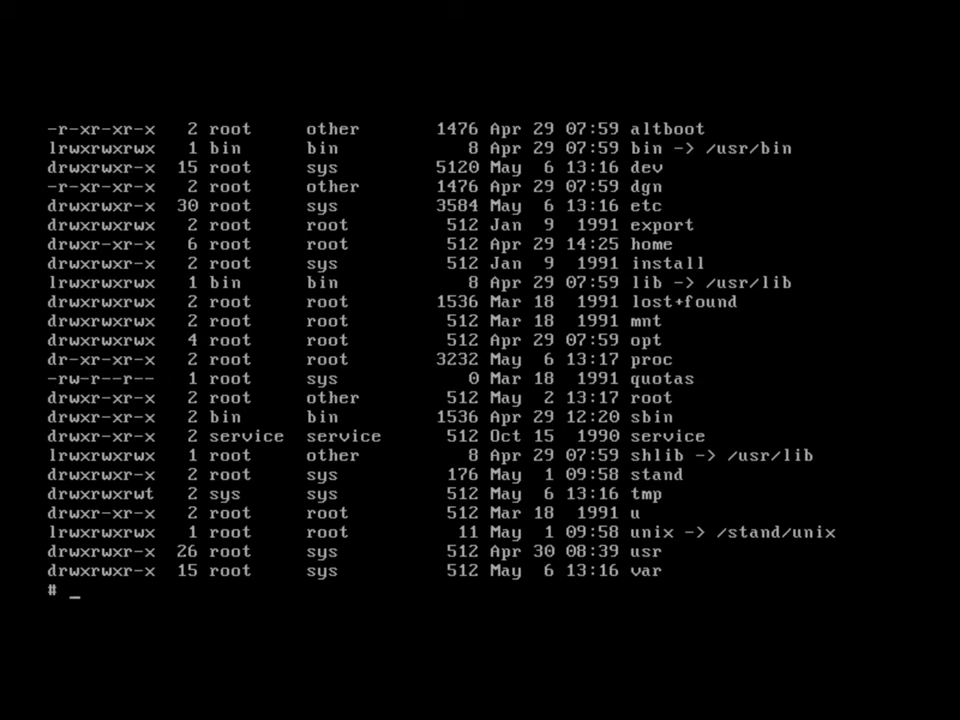 -r-xr-xr-x  2 root     other       1476 Apr 29 07:59 altboot
lrwxrwxrwx  1 bin      bin            8 Apr 29 07:59 bin -> /usr/bin
drwxrwxr-x 15 root     sys         5120 May  6 13:16 dev
-r-xr-xr-x  2 root     other       1476 Apr 29 07:59 dgn
drwxrwxr-x 30 root     sys         3584 May  6 13:16 etc
drwxrwxrwx  2 root     root         512 Jan  9  1991 export
drwxr-xr-x  6 root     root         512 Apr 29 14:25 home
drwxrwxr-x  2 root     sys          512 Jan  9  1991 install
lrwxrwxrwx  1 bin      bin            8 Apr 29 07:59 lib -> /usr/lib
drwxrwxrwx  2 root     root        1536 Mar 18  1991 lost+found
drwxrwxrwx  2 root     root         512 Mar 18  1991 mnt
drwxrwxrwx  4 root     root         512 Apr 29 07:59 opt
dr-xr-xr-x  2 root     root        3232 May  6 13:17 proc
-rw-r--r--  1 root     sys            0 Mar 18  1991 quotas
drwxr-xr-x  2 root     other        512 May  2 13:17 root
drwxrwxr-x  2 bin      bin         1536 Apr 29 12:20 sbin
drwxr-xr-x  2 service  service      512 Oct 15  1990 service
lrwxrwxrwx  1 root     other          8 Apr 29 07:59 shlib -> /usr/lib
drwxr-xr-x  2 root     sys          176 May  1 09:58 stand
drwxrwxrwt  2 sys      sys          512 May  6 13:16 tmp
drwxr-xr-x  2 root     root         512 Mar 18  1991 u
lrwxrwxrwx  1 root     root          11 May  1 09:58 unix -> /stand/unix
drwxrwxr-x 26 root     sys          512 Apr 30 08:39 usr
drwxrwxr-x 15 root     sys          512 May  6 13:16 var
# _